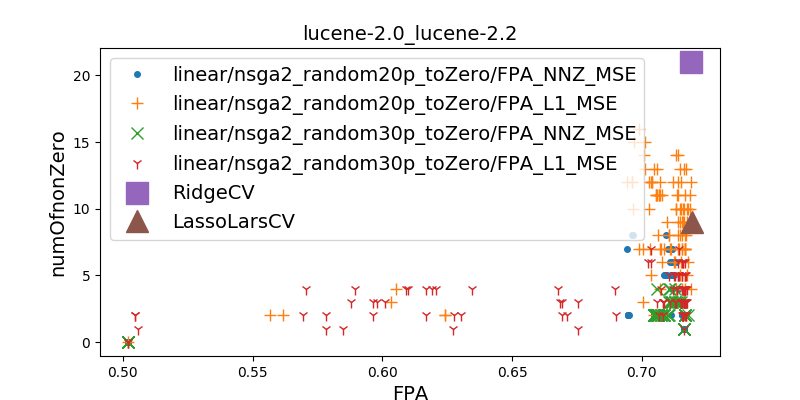 lucene-2.0_lucene-2.2
linear/nsga2_random20p_toZero/FPA_NNZ_MSE
linear/nsga2_random20p_toZero/FPA_L1_MSE
linear/nsga2_random30p_toZero/FPA_NNZ_MSE
linear/nsga2_random30p_toZero/FPA_L1_MSE
RidgeCV
LassoLarsCV
numOfnonZero
20
15
10
5
0
0.50 0.55 0.60 0.65 0.70
FPA